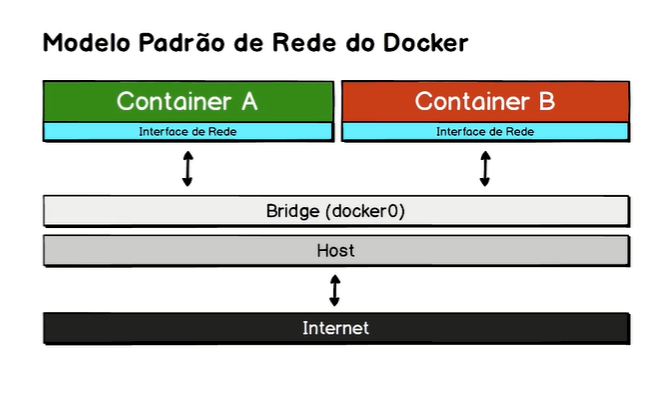 Modelo Padrão de Rede do Docker
Container A
Container B
Interface de Rede
Interface de Rede
Bridge (docker0)
Host
Internet